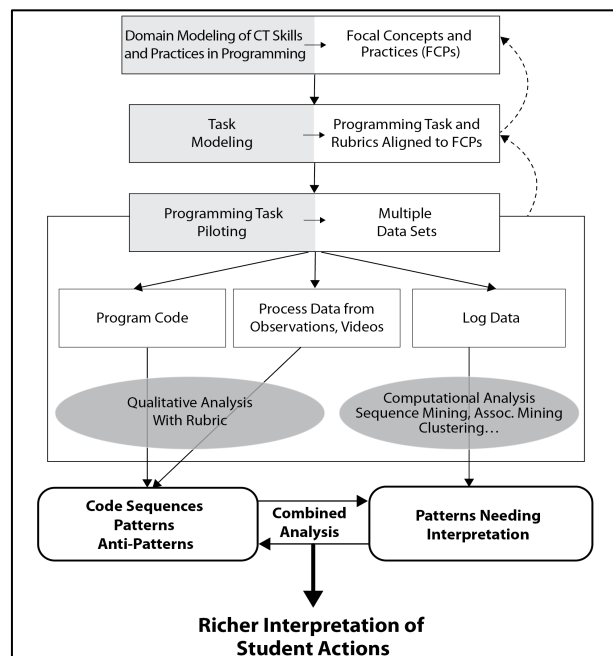 Domain Modeling of CT Skills
and Practices in Programming
Focal Concepts and
Practices (FCPs)
Task
Modeling
Programming Task and
Rubrics Aligned to FCPs
Programming Task
Piloting
Multiple
Data Sets
Program Code
Process Data from
Observations, Videos
Log Data
Qualitative Analysis
With Rubric
Computational Analysis
Sequence Mining, Assoc. Mining
Clustering...
Code Sequences
Patterns
Anti-Patterns
Combined
Analysis
Patterns Needing
Interpretation
Richer Interpretation of
Student Actions